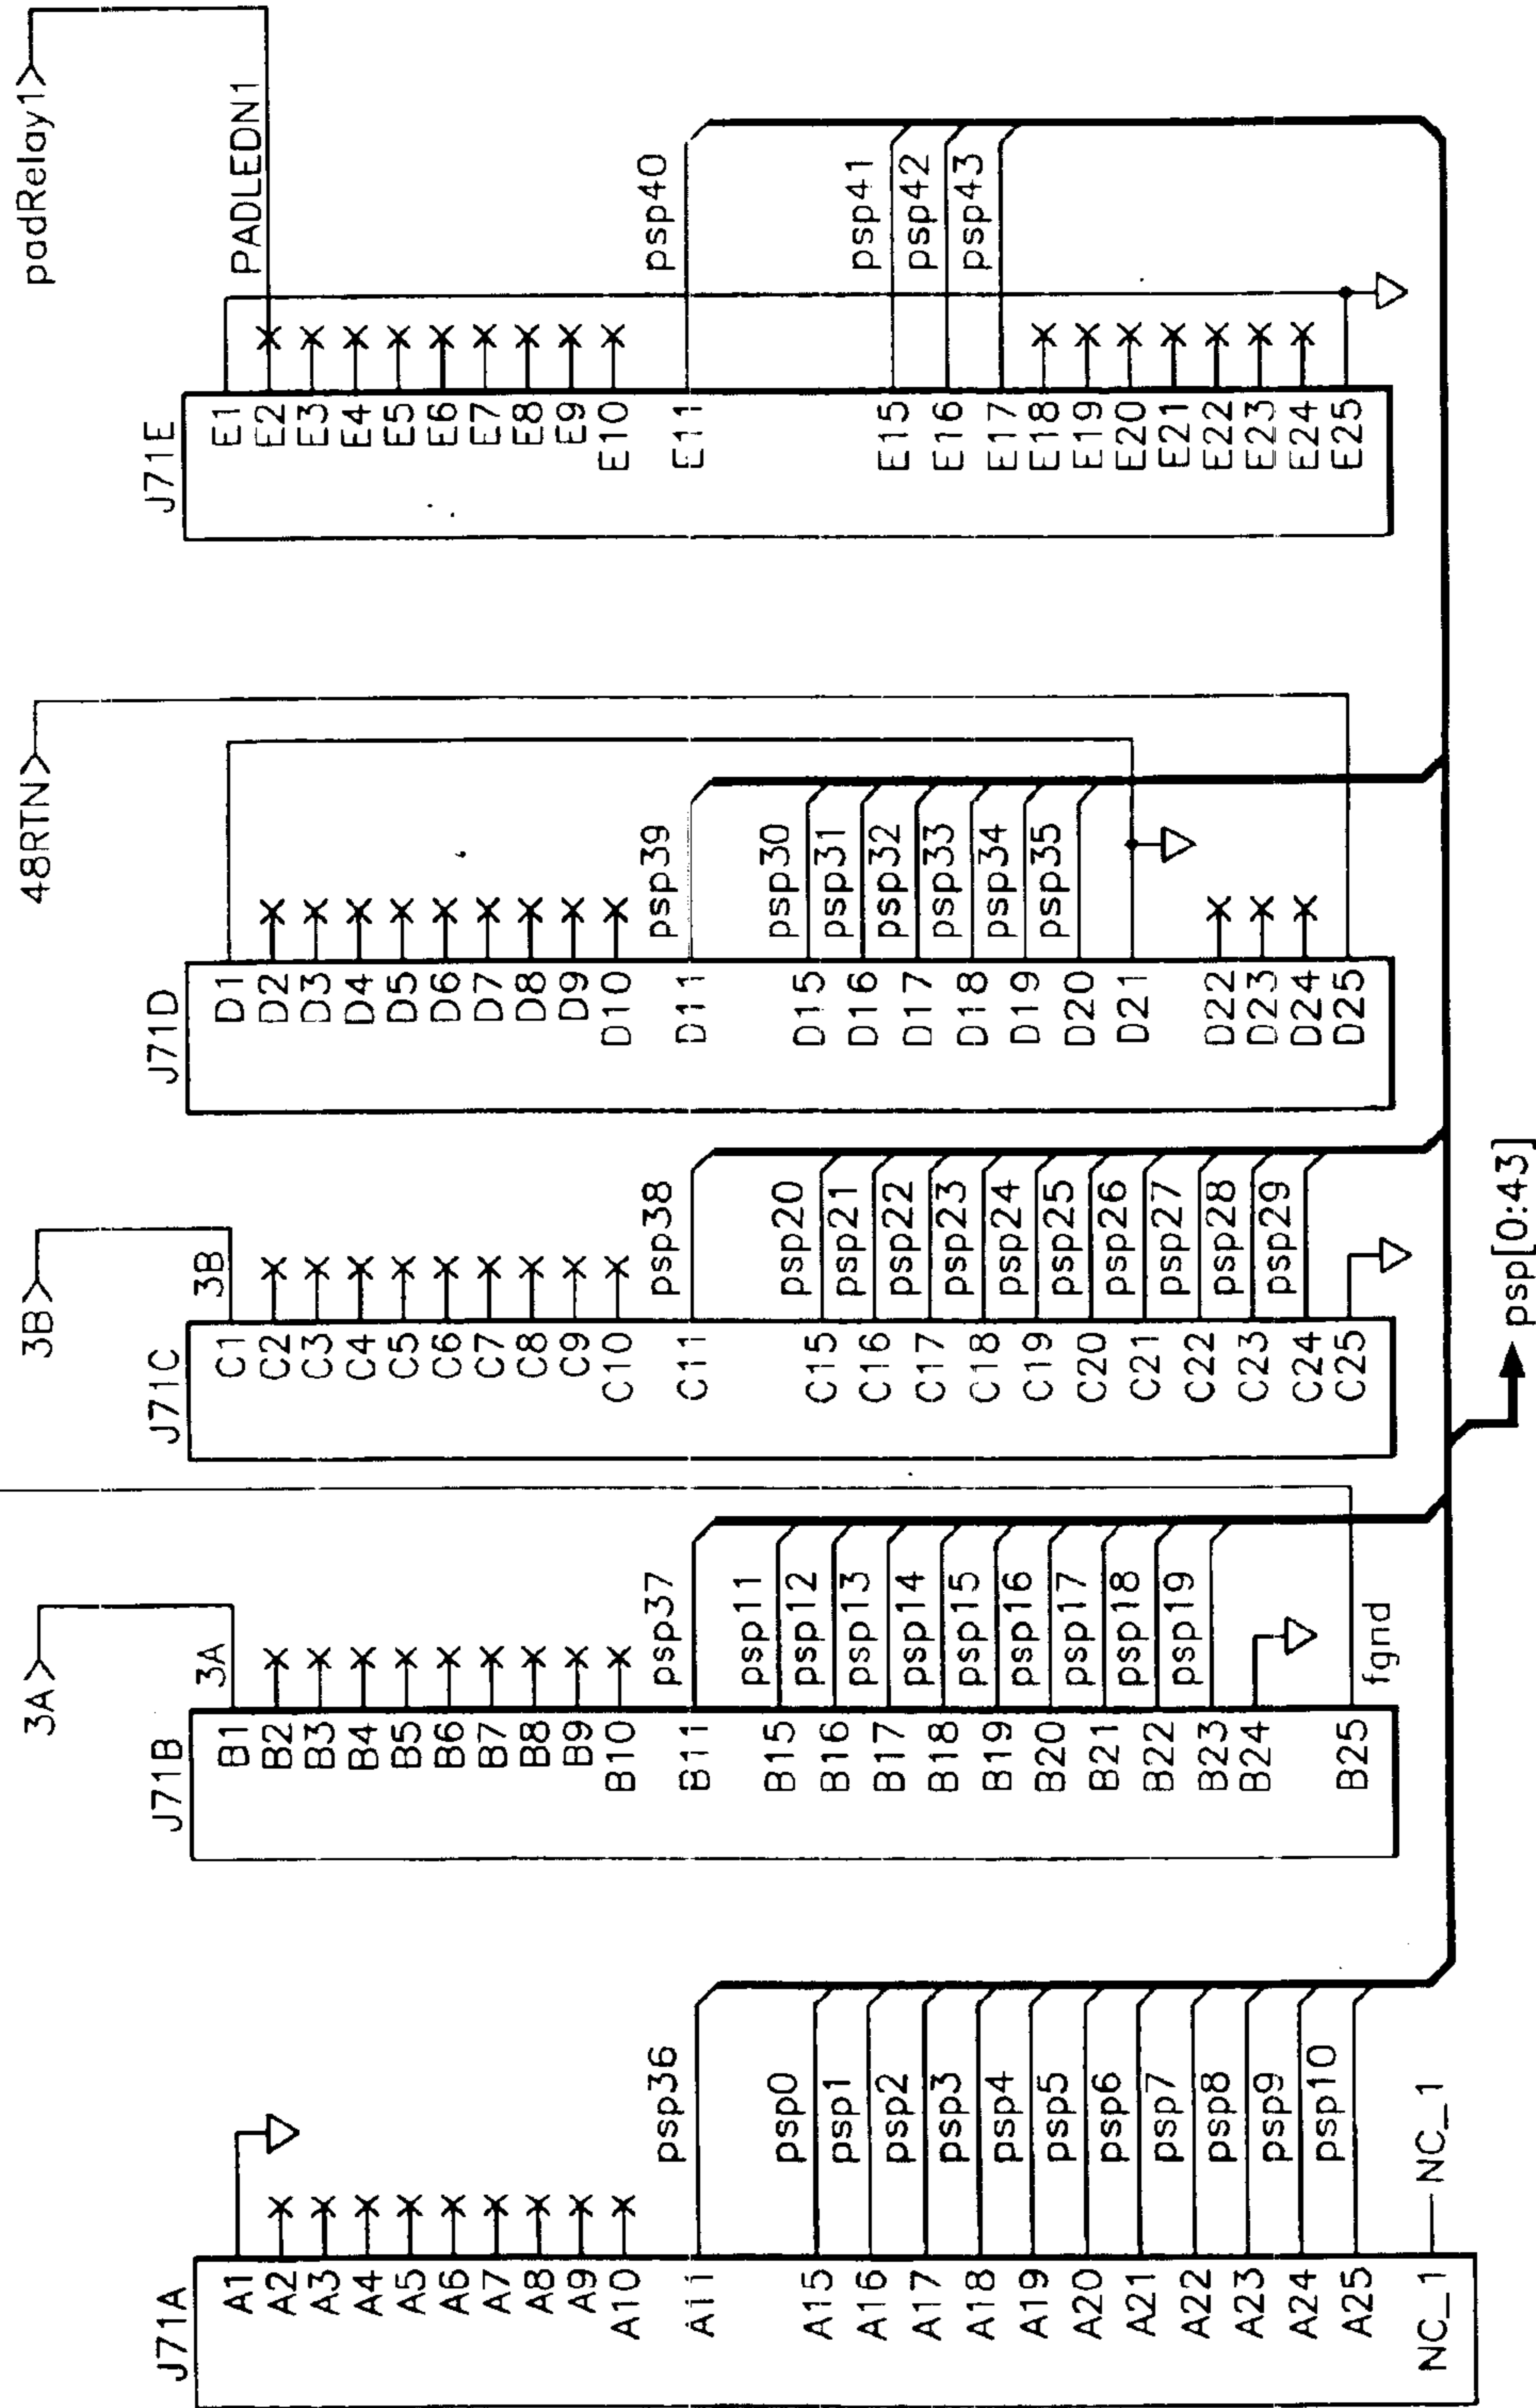 J71A
A1
A2
A3
A4
A5
A6
A7
A8
A9
A10
A11
A15
A16
A17
A18
A19
A20
A21
A22
A23
A24
A25
NC_1
psp36
psp0
psp1
psp2
psp3
psp4
psp5
psp6
psp7
psp8
psp9
psp10
NC_1
3A
J71B
3A
B1
B2
B3
B4
B5
B6
B7
B8
B9
B10
B11
B15
B16
B17
B18
B19
B20
B21
B22
B23
B24
B25
psp37
psp11
psp12
psp13
psp14
psp15
psp16
psp17
psp18
psp19
fgnd
3B
J71C
3B
C1
C2
C3
C4
C5
C6
C7
C8
C9
C10
C11
C15
C16
C17
C18
C19
C20
C21
C22
C23
C24
C25
psp38
psp20
psp21
psp22
psp23
psp24
psp25
psp26
psp27
psp28
psp29
psp[0:43]
48RTN
J71D
D1
D2
D3
D4
D5
D6
D7
D8
D9
D10
D11
D15
D16
D17
D18
D19
D20
D21
D22
D23
D24
D25
psp39
psp30
psp31
psp32
psp33
psp34
psp35
padRelay1
J71E
PADLEDN1
E1
E2
E3
E4
E5
E6
E7
E8
E9
E10
E11
E15
E16
E17
E18
E19
E20
E21
E22
E23
E24
E25
psp40
psp41
psp42
psp43